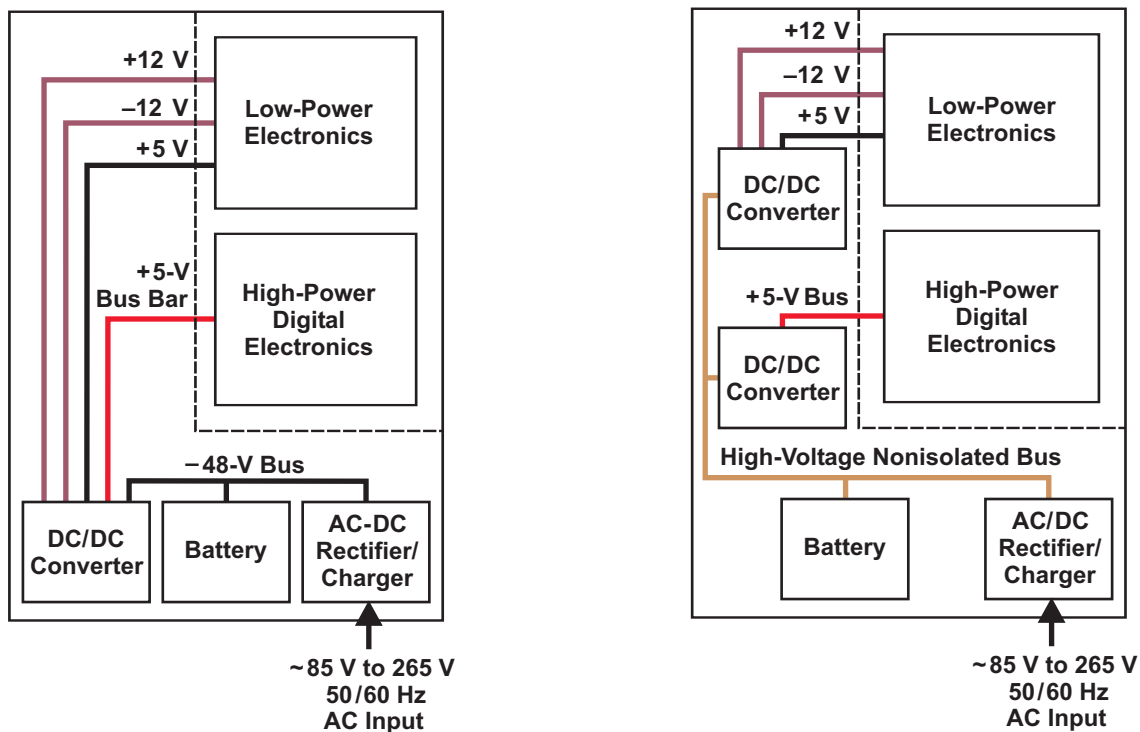 +12 V
–12 V
+5 V
Low-Power
Electronics
+5-V
Bus Bar
High-Power
Digital
Electronics
–48-V Bus
DC/DC
Converter
Battery
AC-DC
Rectifier/
Charger
~85 V to 265 V
50/60 Hz
AC Input
+12 V
–12 V
+5 V
Low-Power
Electronics
DC/DC
Converter
+5-V Bus
High-Power
Digital
Electronics
DC/DC
Converter
High-Voltage Nonisolated Bus
Battery
AC/DC
Rectifier/
Charger
~85 V to 265 V
50/60 Hz
AC Input